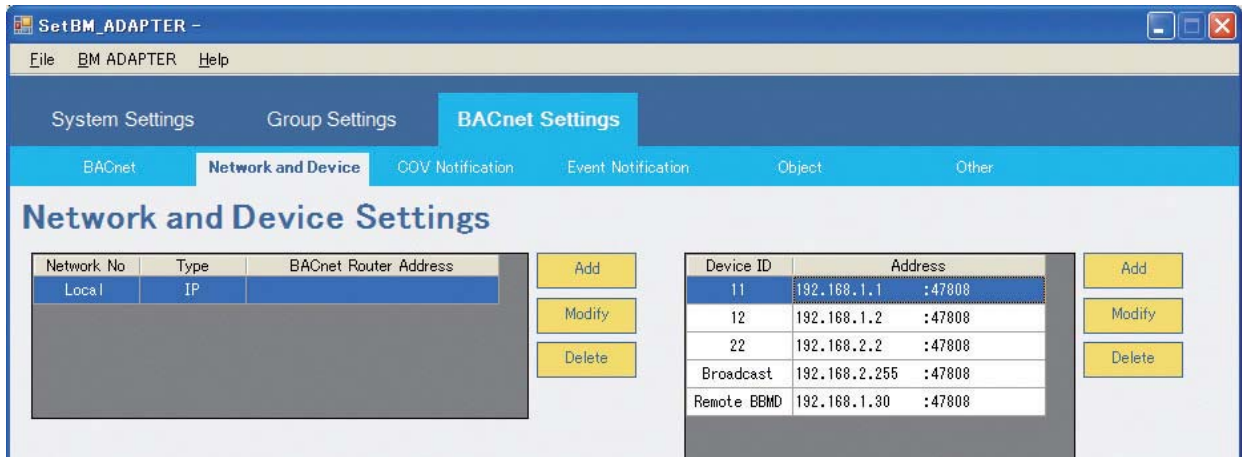 SetBM_ADAPTER -
File BM ADAPTER Help
System Settings Group Settings BACnet Settings
BACnet Network and Device COV Notification Event Notification Object Other
Network and Device Settings
Network No Type BACnet Router Address
Local IP
Add
Modify
Delete
Device ID Address
11 192.168.1.1 :47808
12 192.168.1.2 :47808
22 192.168.2.2 :47808
Broadcast 192.168.2.255 :47808
Remote BBMD 192.168.1.30 :47808
Add
Modify
Delete